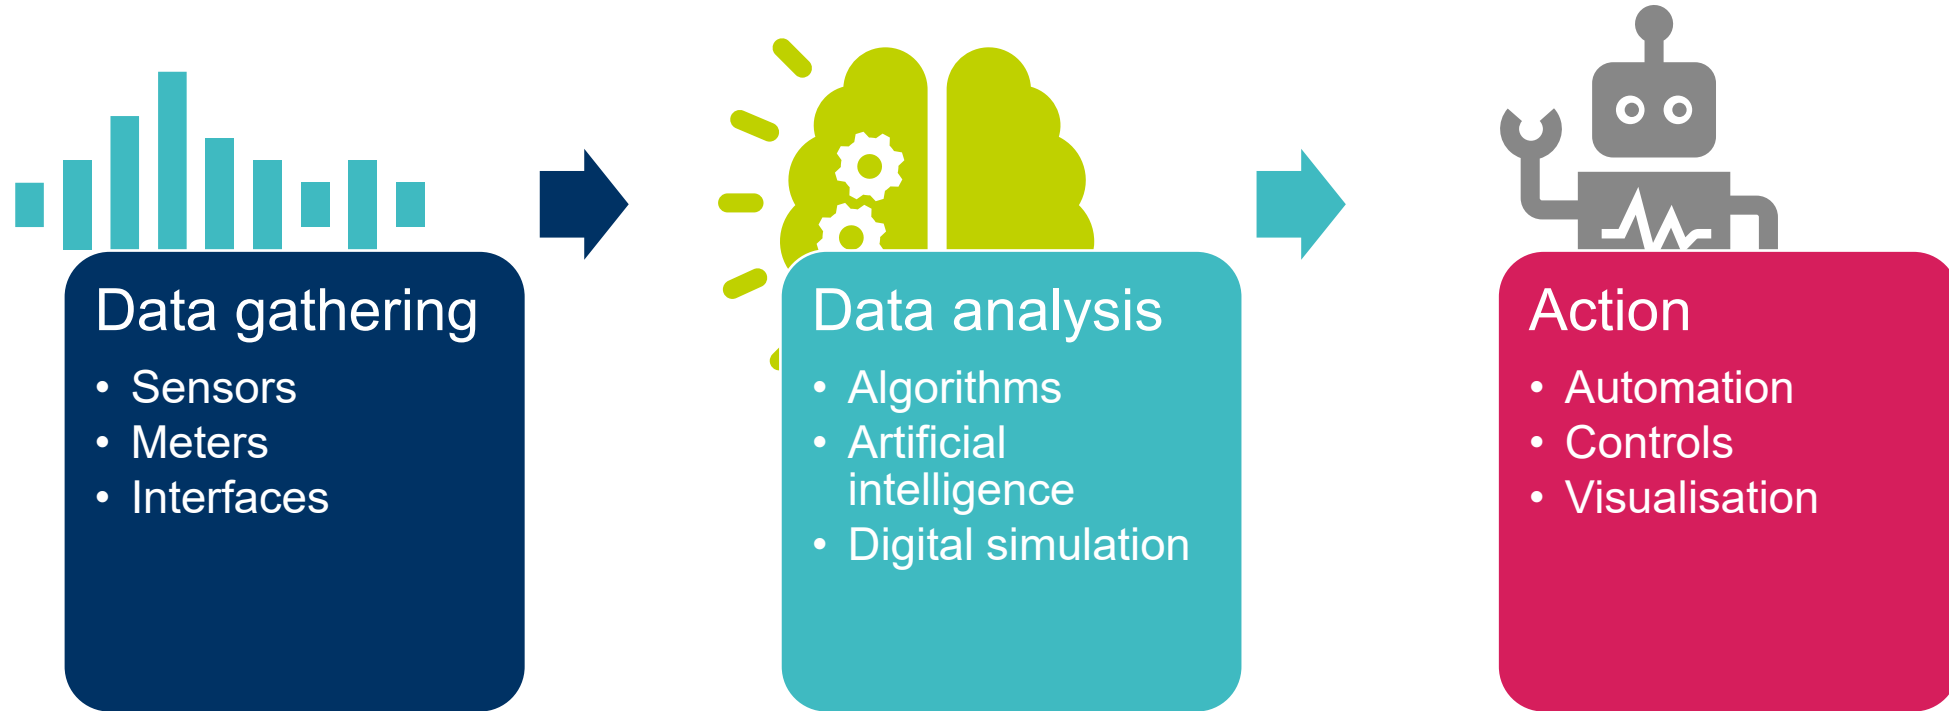 Data gathering
• Sensors
• Meters
• Interfaces
Data analysis
• Algorithms
• Artificial
intelligence
• Digital simulation
Action
• Automation
• Controls
• Visualisation